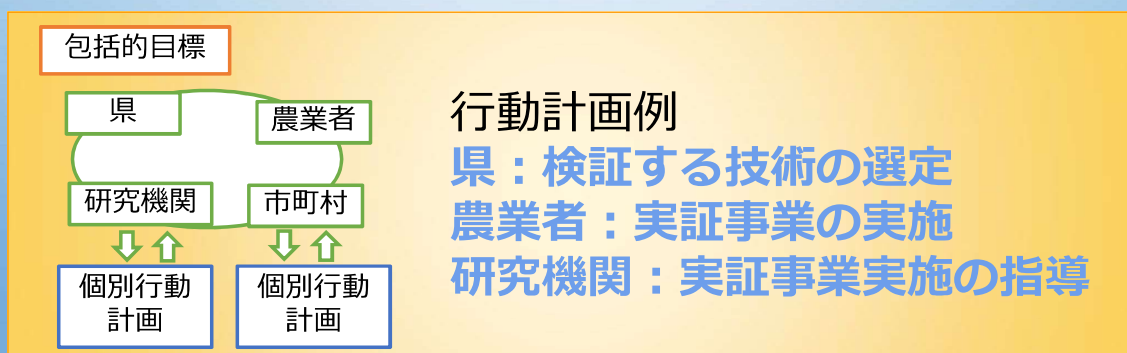 包括的目標
県
農業者
研究機関
市町村
個別行動
計画
個別行動
計画
行動計画例
県：検証する技術の選定
農業者：実証事業の実施
研究機関：実証事業実施の指導